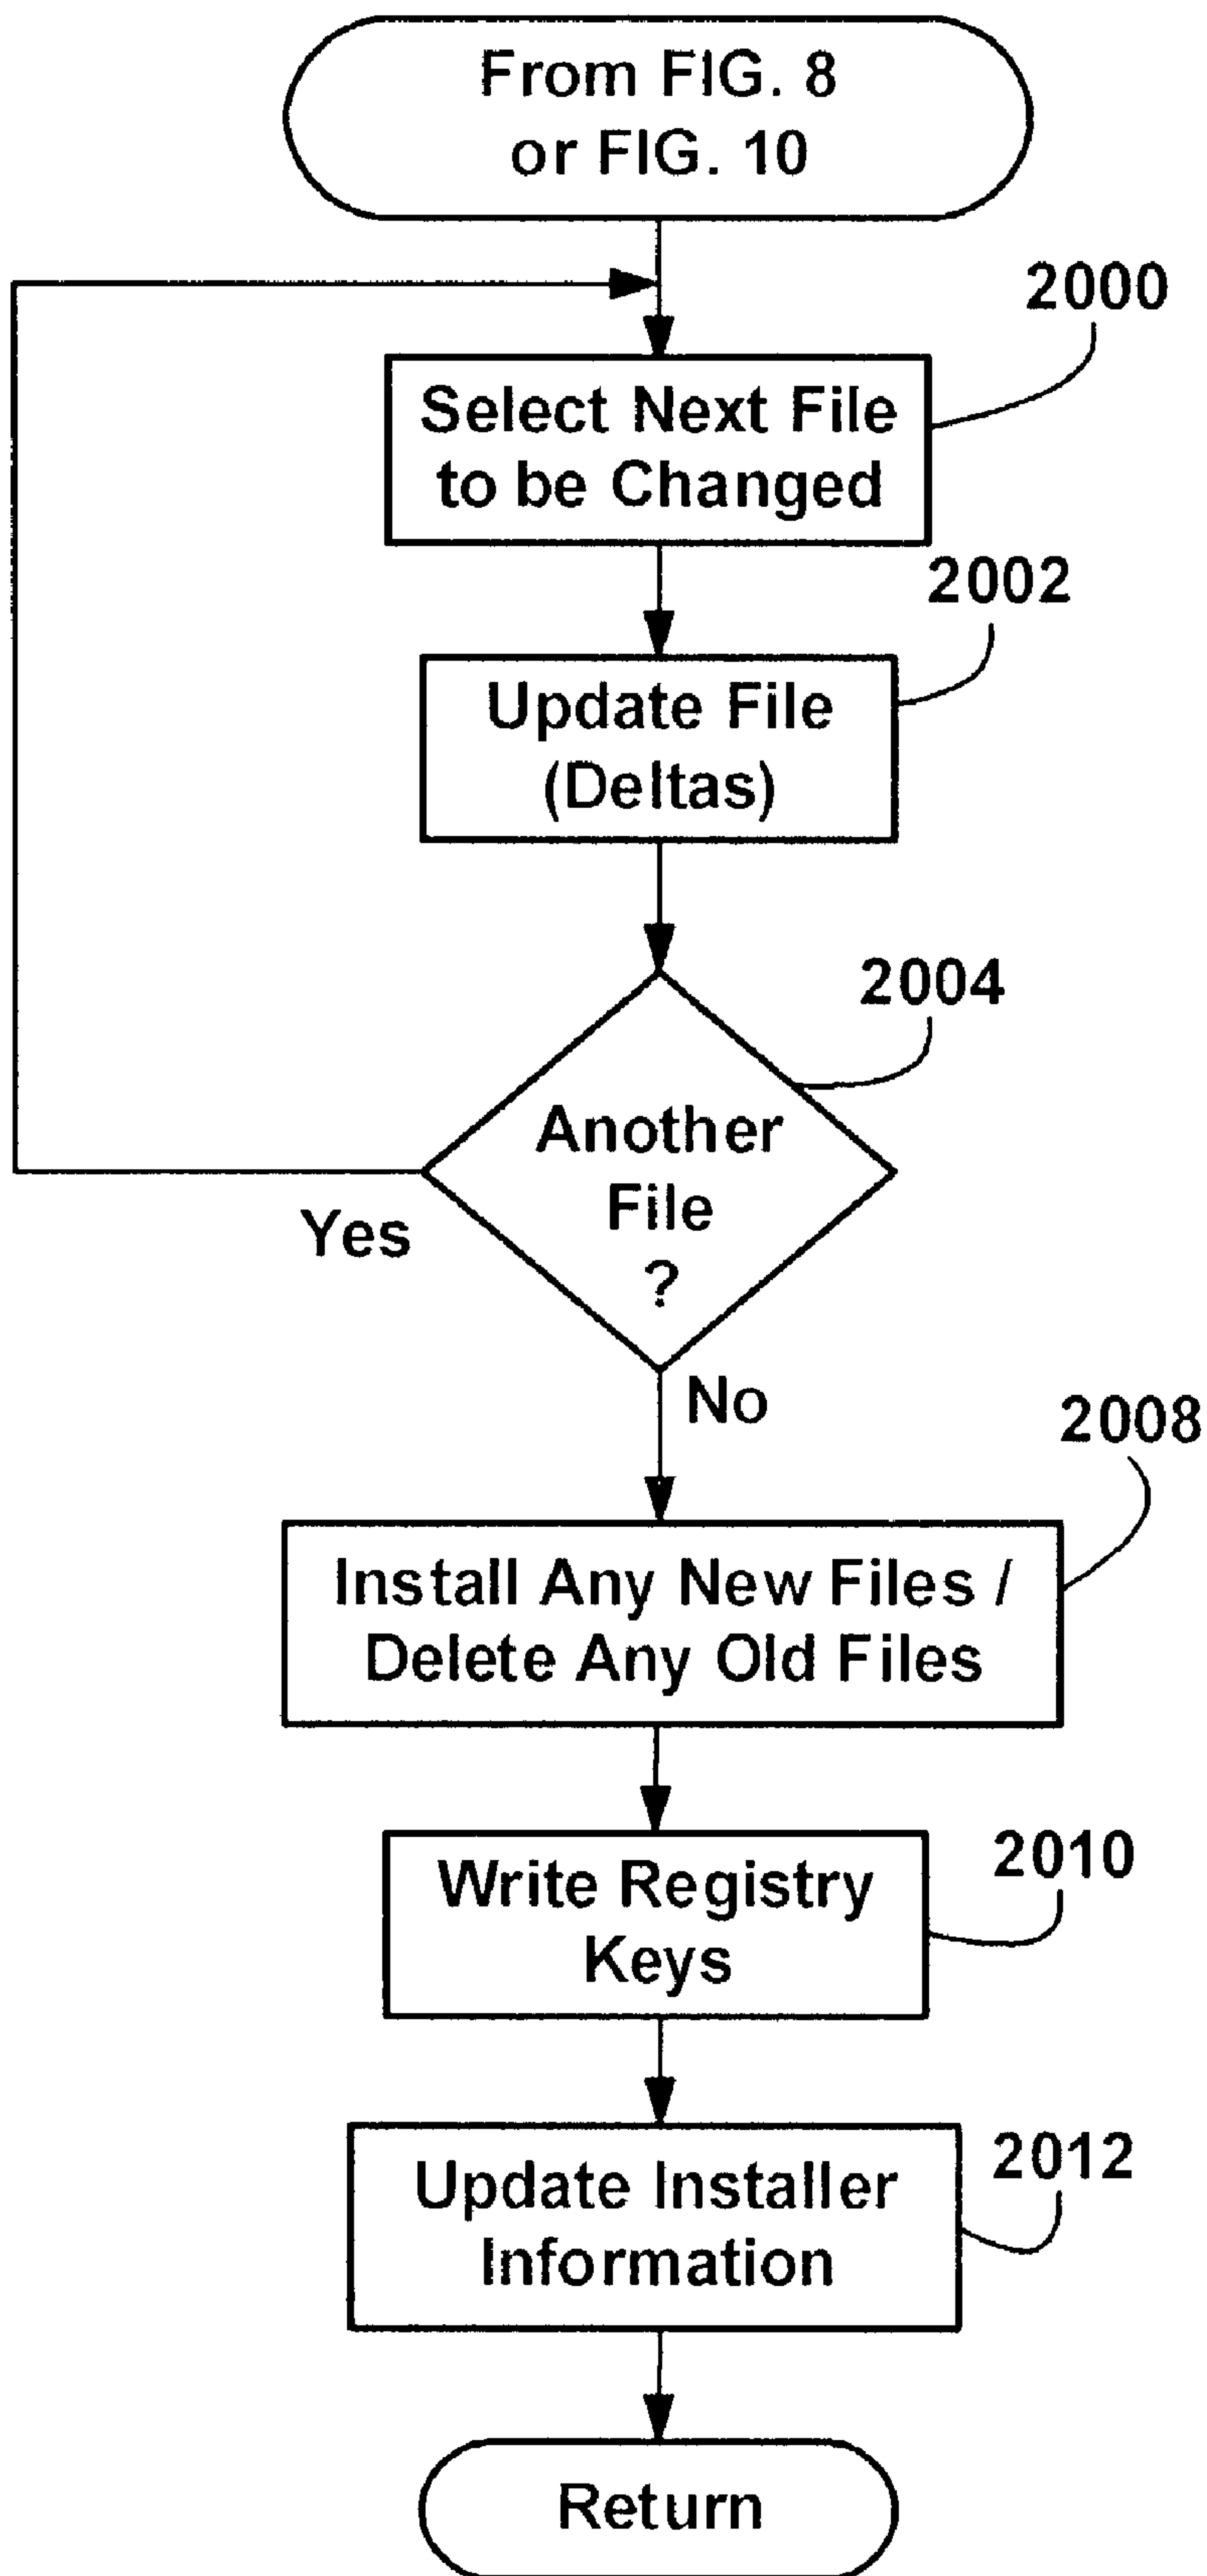 From FIG. 8
or FIG. 10
2000
Select Next File
to be Changed
2002
Update File
(Deltas)
2004
Another
File
?
Yes
No
2008
Install Any New Files /
Delete Any Old Files
2010
Write Registry
Keys
2012
Update Installer
Information
Return